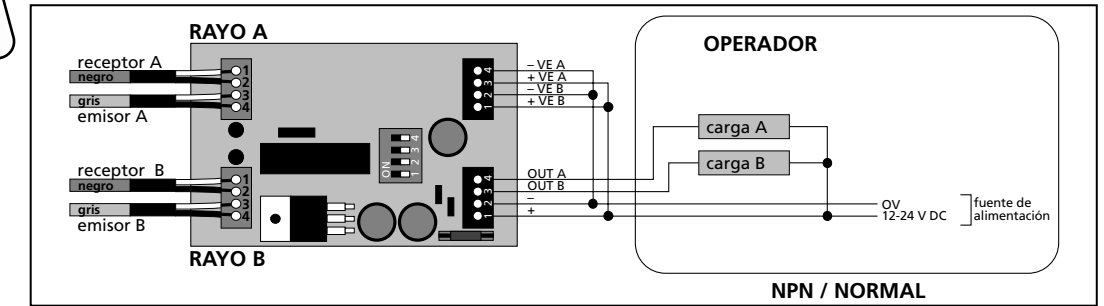 RAYO A
receptor A
negro
gris
emisor A
1
2
3
4
receptor B
negro
gris
emisor B
1
2
3
4
RAYO B
ON
1 2 3 4
4
3
2
1
– VE A
+ VE A
– VE B
+ VE B
4
3
2
1
OUT A
OUT B
–
+
OPERADOR
carga A
carga B
OV
12-24 V DC
fuente de
alimentación
NPN / NORMAL